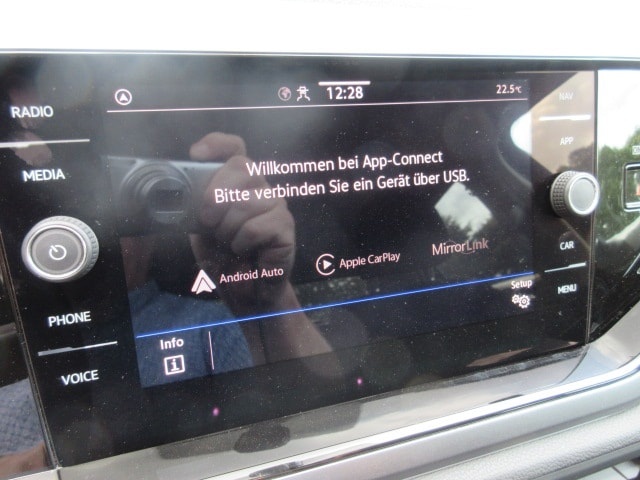 RADIO
MEDIA
PHONE
VOICE
12:28
22.5°C
Willkommen bei App-Connect
Bitte verbinden Sie ein Gerät über USB.
Android Auto
Apple CarPlay
MirrorLink
Info
Setup
NAV
APP
CAR
MENU